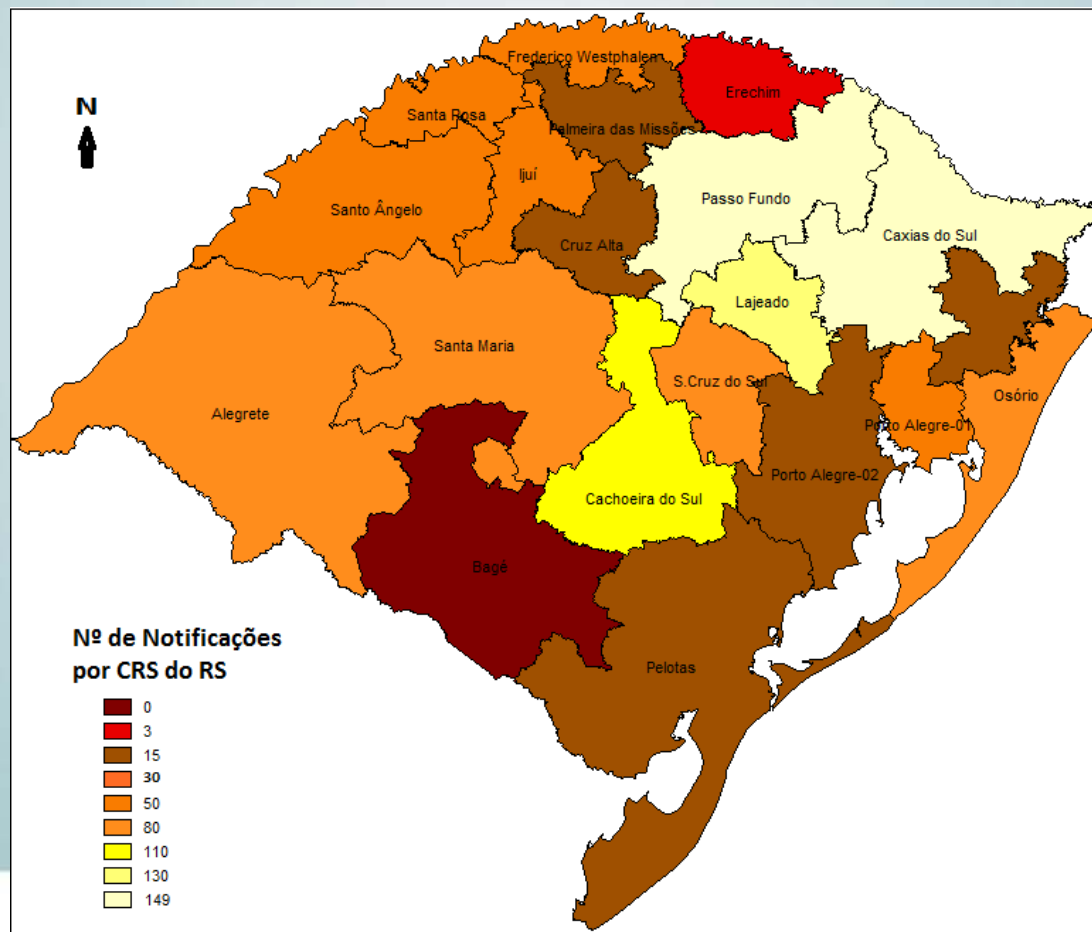 Frederico Westphalen
Erechim
N
Santa Rosa
Palmeira das Missões
Ijuí
Passo Fundo
Santo Ângelo
Caxias do Sul
Cruz Alta
Lajeado
Santa Maria
S.Cruz do Sul
Osório
Alegrete
Porto Alegre-01
Porto Alegre-02
Cachoeira do Sul
Bagé
Nº de Notificações
por CRS do RS
Pelotas
0
3
15
30
50
80
110
130
149